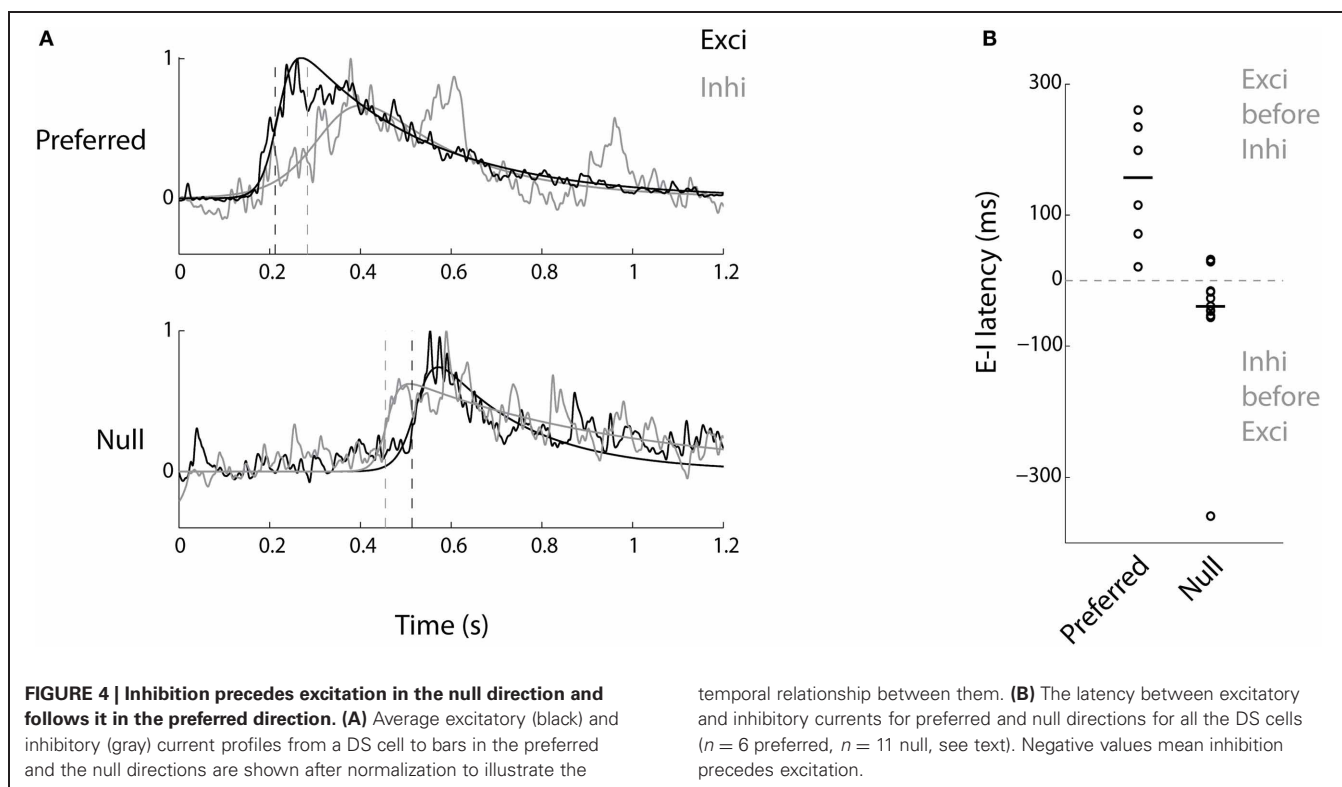 A
Exci
Inhi
Preferred
1
0
0
0.2
0.4
0.6
0.8
1
1.2
Null
1
0
0
0.2
0.4
0.6
0.8
1
1.2
Time (s)
B
E-I latency (ms)
300
100
0
−100
−300
Exci
before
Inhi
Inhi
before
Exci
Preferred
Null
FIGURE 4 | Inhibition precedes excitation in the null direction and
follows it in the preferred direction. (A) Average excitatory (black) and
inhibitory (gray) current profiles from a DS cell to bars in the preferred
and the null directions are shown after normalization to illustrate the
temporal relationship between them. (B) The latency between excitatory
and inhibitory currents for preferred and null directions for all the DS cells
(n = 6 preferred, n = 11 null, see text). Negative values mean inhibition
precedes excitation.